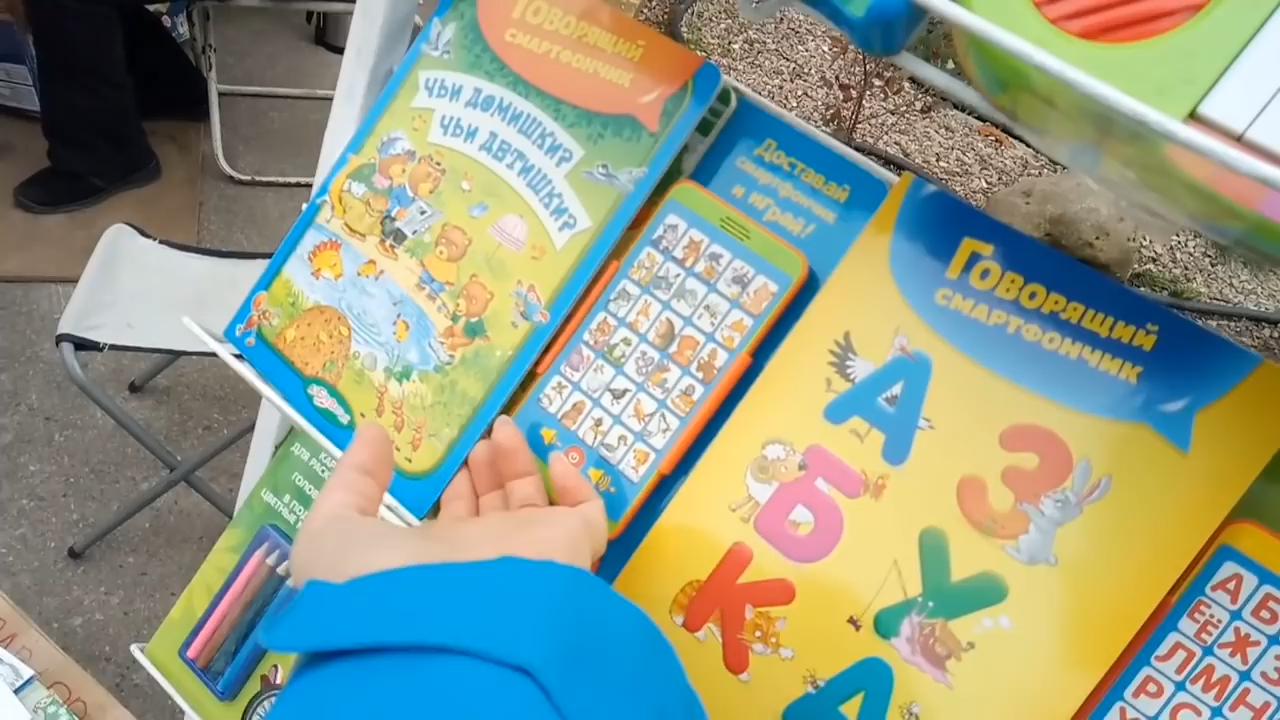 Говорящий
смартфончик
ЧЬИ ДОМИШКИ?
ЧЬИ ДЕТИШКИ?
Доставай
смартфончик
и играй!
Говорящий
смартфончик
А
Б
З
К
У
А Б
Ё Ж З
Л М Н
Р